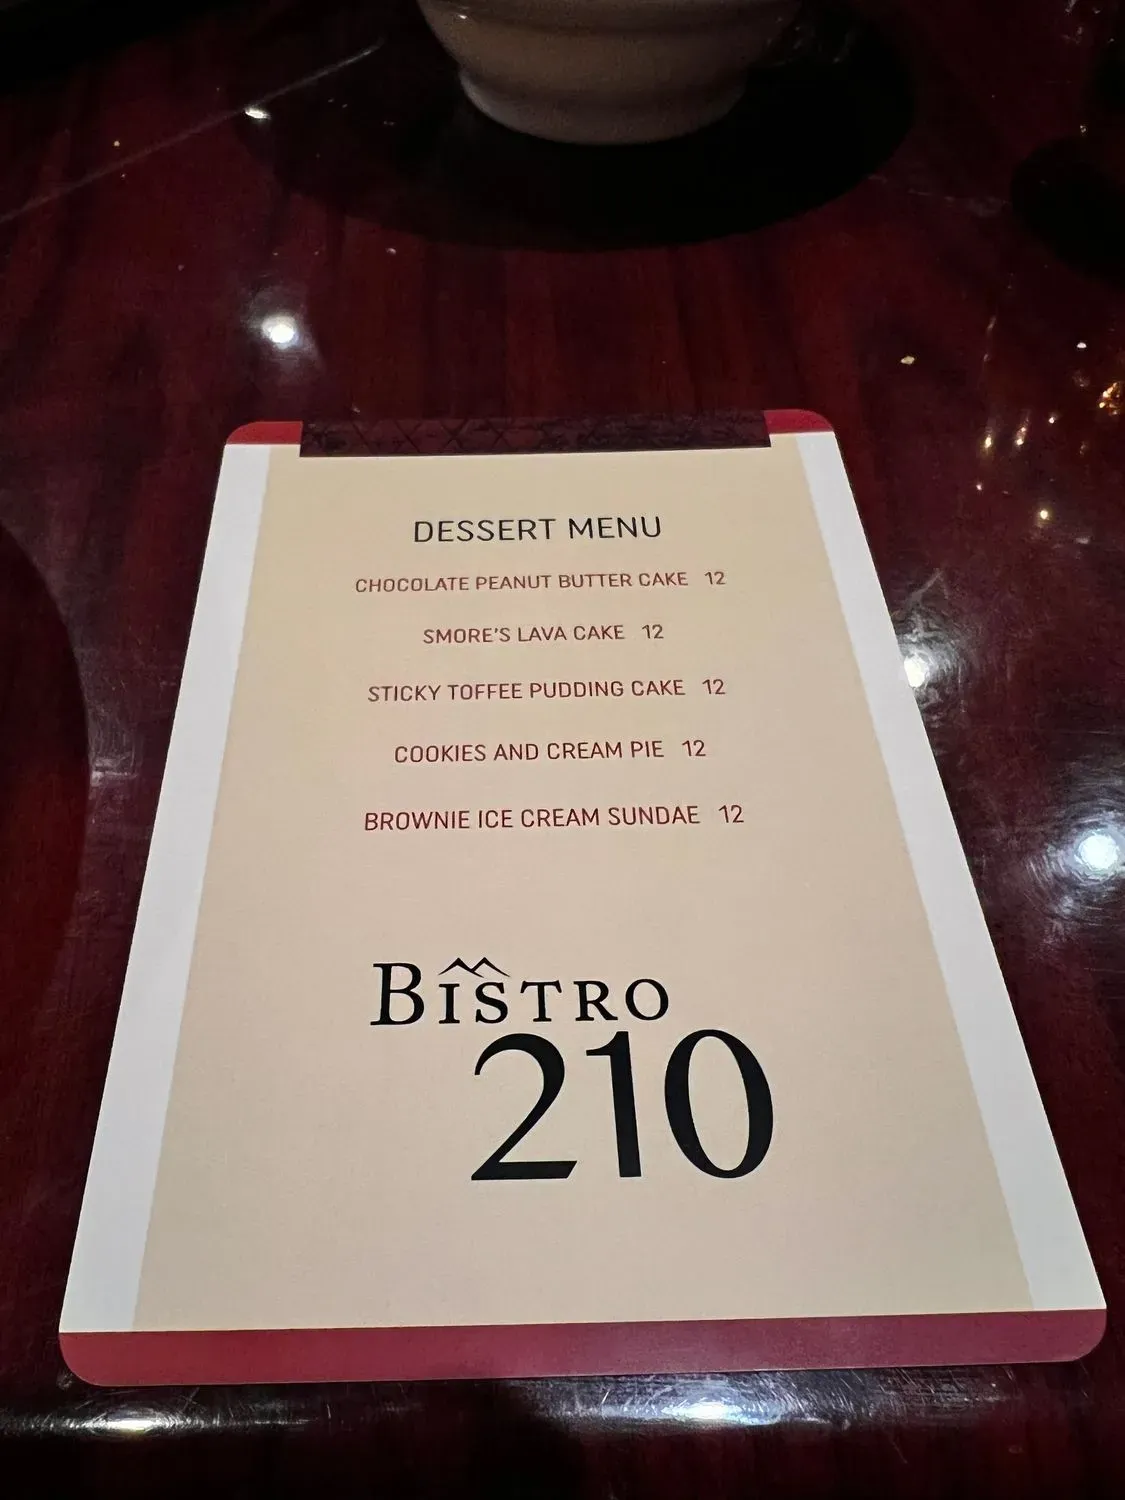 DESSERT MENU
CHOCOLATE PEANUT BUTTER CAKE 12
SMORE'S LAVA CAKE 12
STICKY TOFFEE PUDDING CAKE 12
COOKIES AND CREAM PIE 12
BROWNIE ICE CREAM SUNDAE 12
BISTRO
210